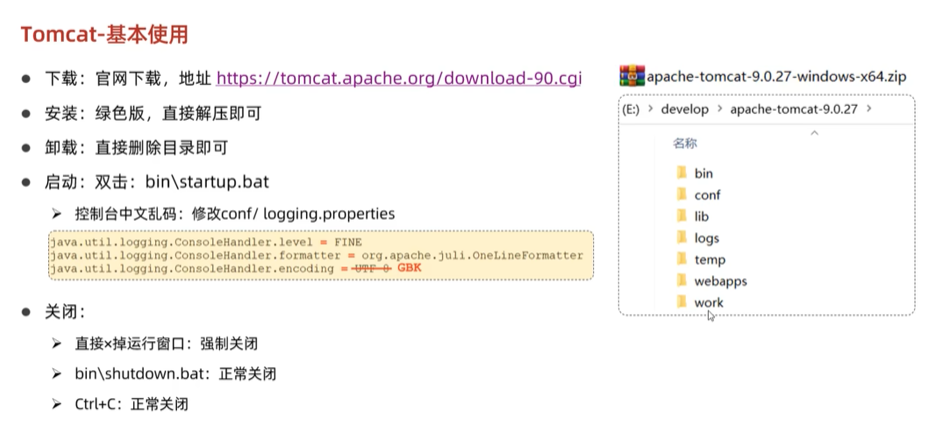 Tomcat-基本使用
● 下载：官网下载，地址 https://tomcat.apache.org/download-90.cgi
● 安装：绿色版，直接解压即可
● 卸载：直接删除目录即可
● 启动：双击：bin\startup.bat
➢ 控制台中文乱码：修改conf/ logging.properties
java.util.logging.ConsoleHandler.level = FINE
java.util.logging.ConsoleHandler.formatter = org.apache.juli.OneLineFormatter
java.util.logging.ConsoleHandler.encoding = UTF-8 GBK
● 关闭：
➢ 直接×掉运行窗口：强制关闭
➢ bin\shutdown.bat：正常关闭
➢ Ctrl+C：正常关闭
apache-tomcat-9.0.27-windows-x64.zip
(E:) > develop > apache-tomcat-9.0.27 >
名称
bin
conf
lib
logs
temp
webapps
work